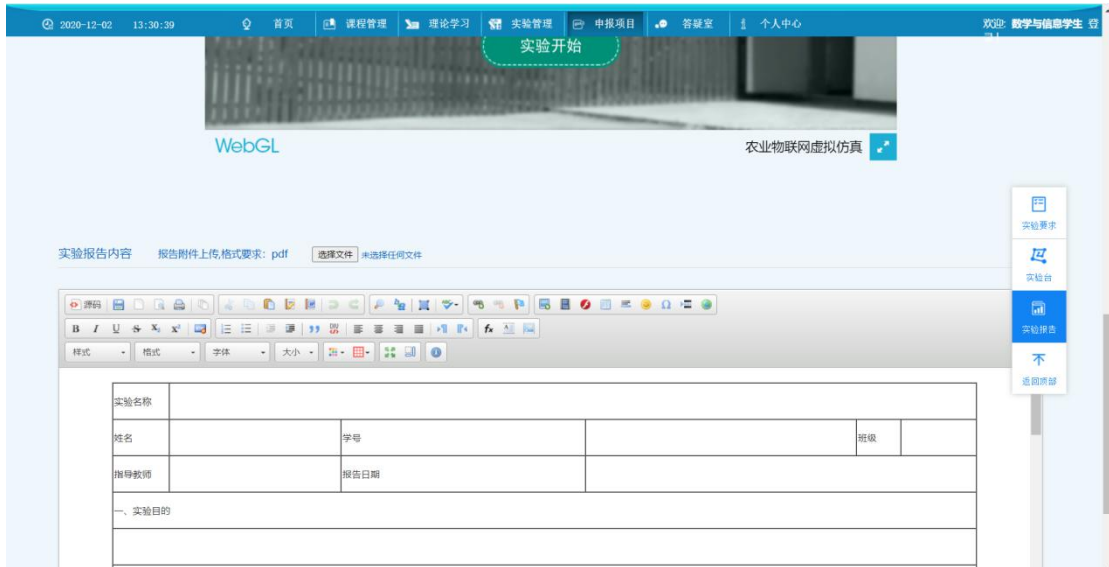 2020-12-02 13:30:39 首页 课程管理 理论学习 实验管理 申报项目 答疑室 个人中心 欢迎: 数学与信息学生 登
实验开始
WebGL 农业物联网虚拟仿真
实验要求
实验台
实验报告
返回顶部
实验报告内容 报告附件上传,格式要求: pdf 选择文件 未选择任何文件
源码
B I U S X₂ X²
样式 格式 字体 大小
实验名称
姓名 学号 班级
指导教师 报告日期
一、实验目的